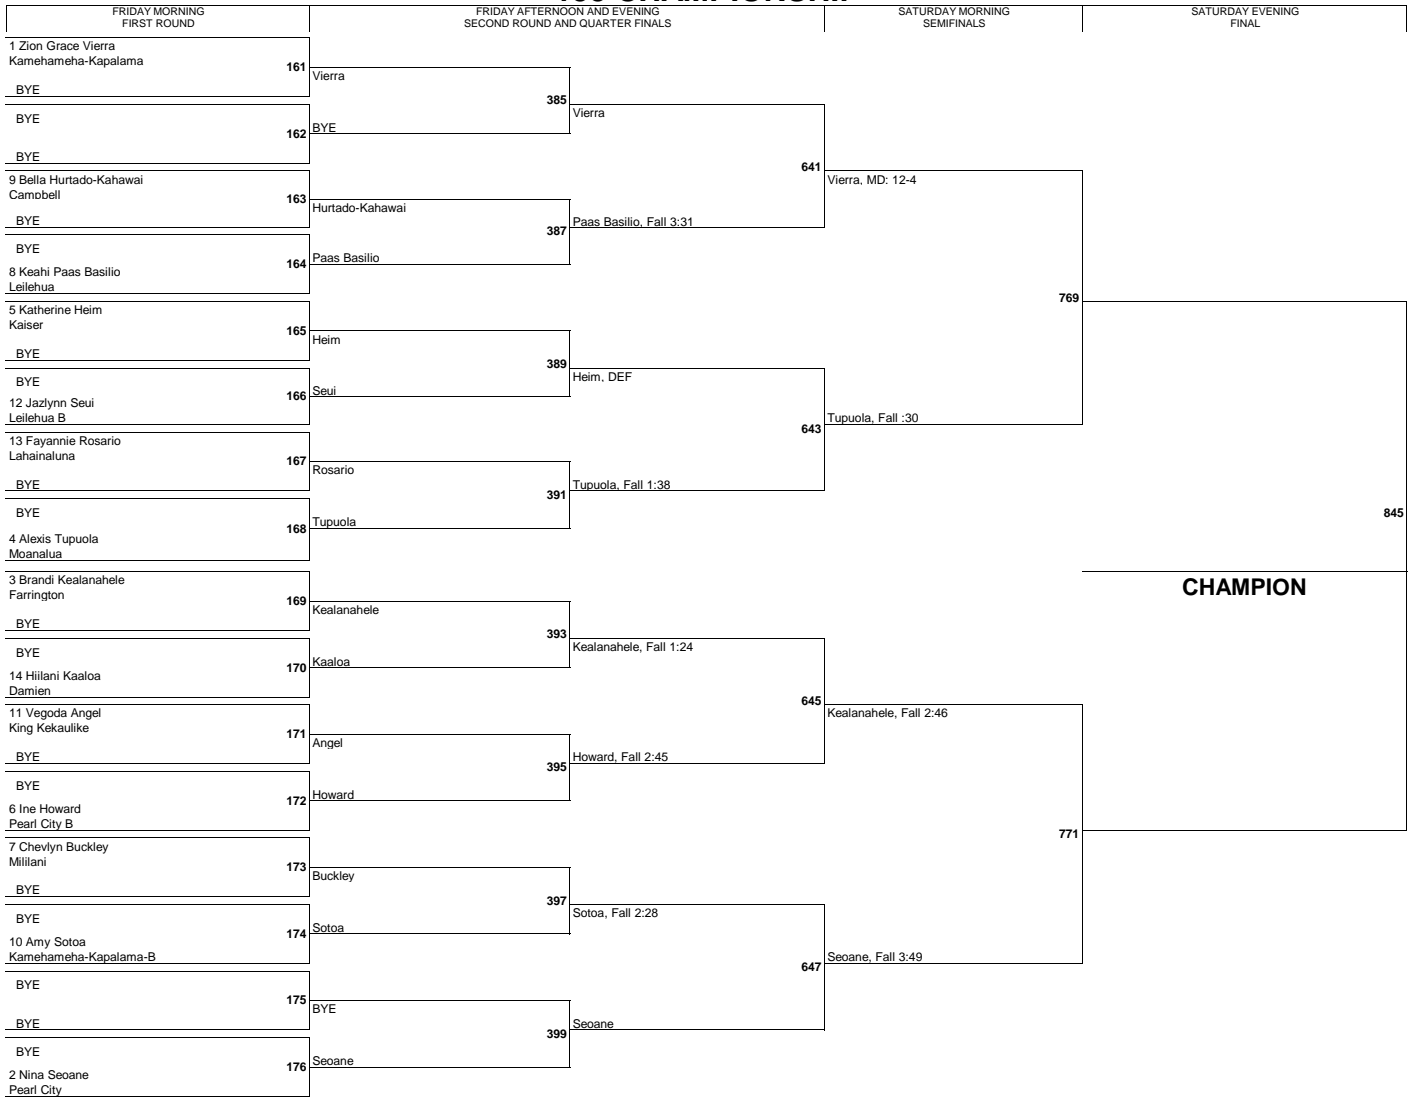 FRIDAY MORNING
FIRST ROUND
FRIDAY AFTERNOON AND EVENING
SECOND ROUND AND QUARTER FINALS
SATURDAY MORNING
SEMIFINALS
SATURDAY EVENING
FINAL
1 Zion Grace Vierra
Kamehameha-Kapalama
161
BYE
Vierra
385
BYE
162
BYE
BYE
Vierra
641
9 Bella Hurtado-Kahawai
Campbell
163
BYE
Hurtado-Kahawai
387
BYE
164
8 Keahi Paas Basilio
Leilehua
Paas Basilio
Paas Basilio, Fall 3:31
Vierra, MD: 12-4
769
5 Katherine Heim
Kaiser
165
BYE
Heim
389
BYE
166
12 Jazlynn Seui
Leilehua B
Seui
Heim, DEF
643
13 Fayannie Rosario
Lahainaluna
167
BYE
Rosario
391
BYE
168
4 Alexis Tupuola
Moanalua
Tupuola
Tupuola, Fall 1:38
Tupuola, Fall :30
845
CHAMPION
3 Brandi Kealanahele
Farrington
169
BYE
Kealanahele
393
BYE
170
14 Hiilani Kaaloa
Damien
Kaaloa
Kealanahele, Fall 1:24
645
11 Vegoda Angel
King Kekaulike
171
BYE
Angel
395
BYE
172
6 Ine Howard
Pearl City B
Howard
Howard, Fall 2:45
Kealanahele, Fall 2:46
771
7 Chevlyn Buckley
Mililani
173
BYE
Buckley
397
BYE
174
10 Amy Sotoa
Kamehameha-Kapalama-B
Sotoa
Sotoa, Fall 2:28
647
BYE
175
BYE
BYE
399
BYE
176
2 Nina Seoane
Pearl City
Seoane
Seoane
Seoane, Fall 3:49